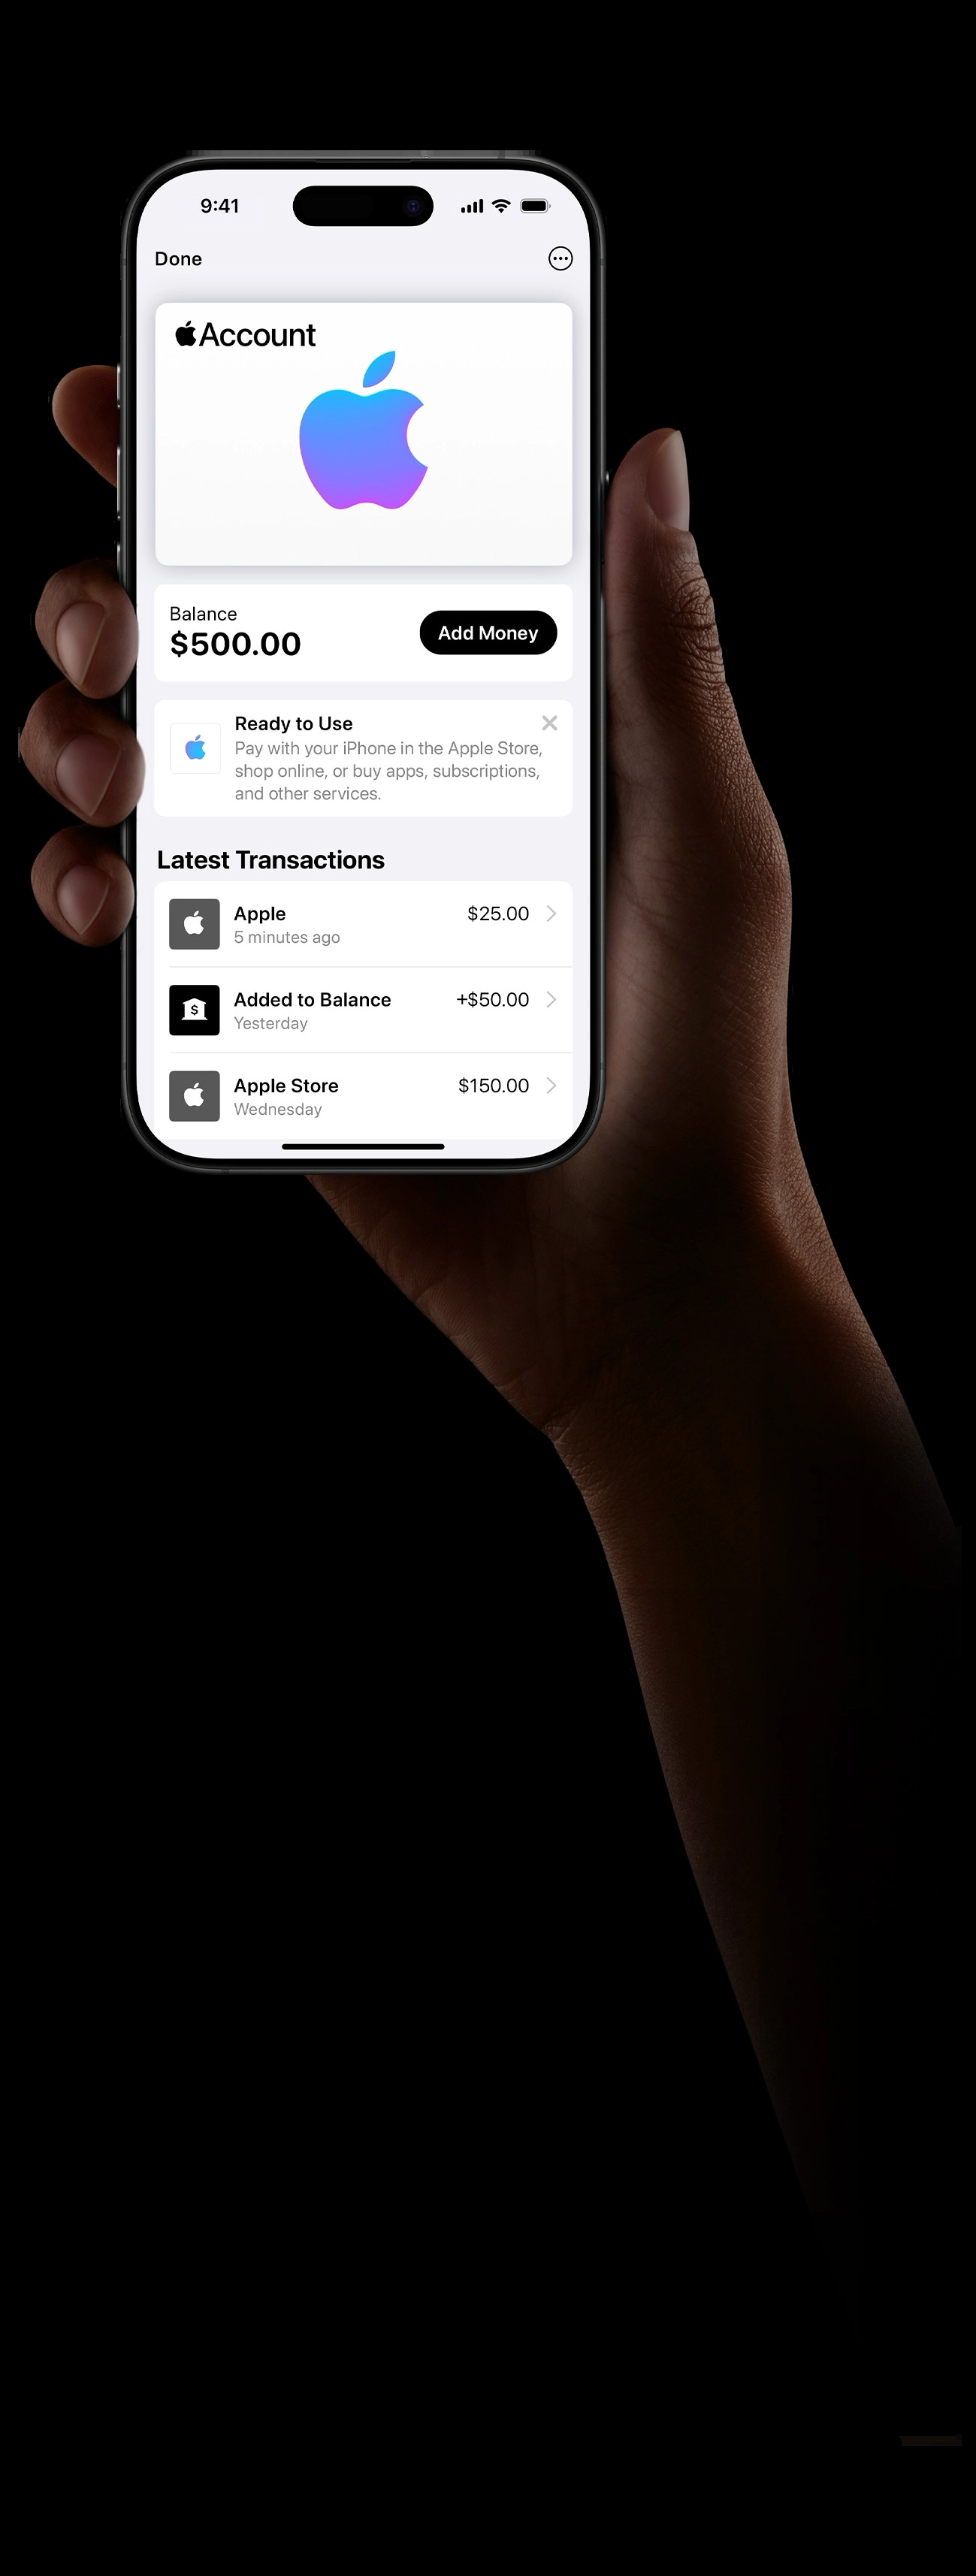 9:41
Done
Account
Balance
$500.00
Add Money
Ready to Use
Pay with your iPhone in the Apple Store,
shop online, or buy apps, subscriptions,
and other services.
Latest Transactions
Apple
$25.00
5 minutes ago
Added to Balance
+$50.00
Yesterday
Apple Store
$150.00
Wednesday